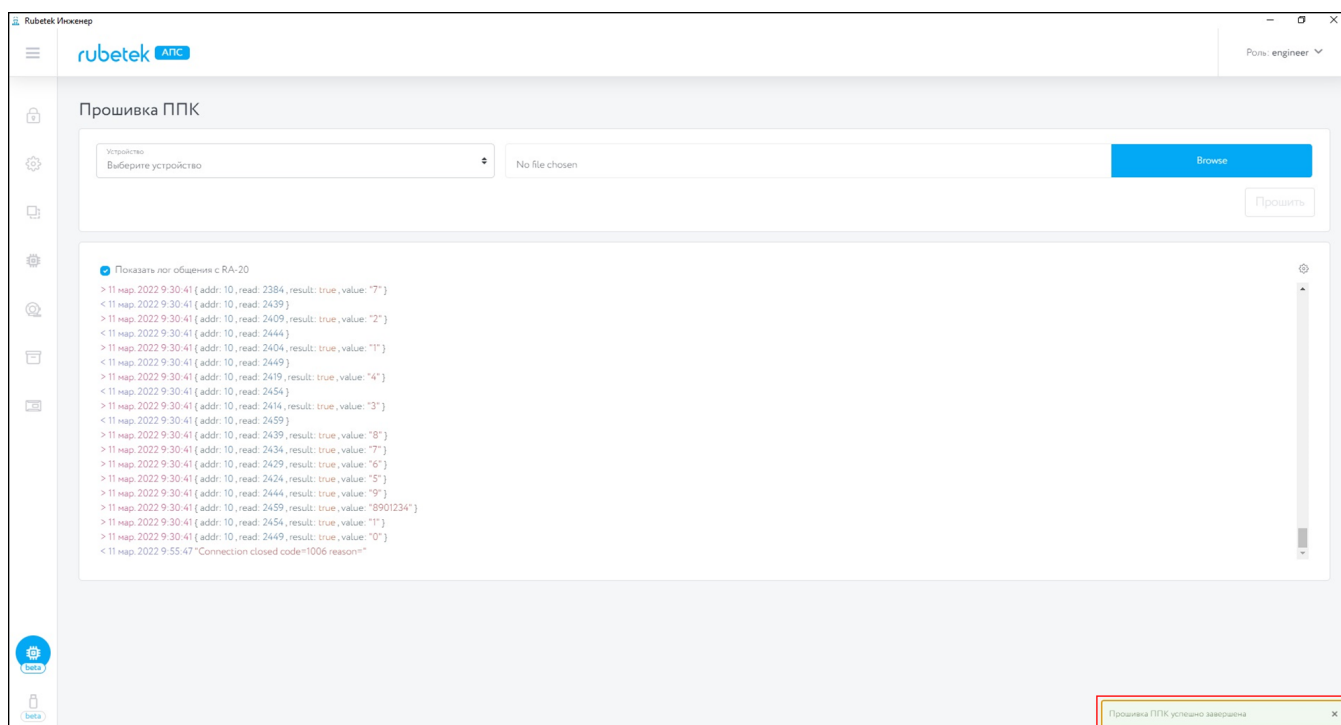 Rubetek Инженер
rubetek АПС
Роль: engineer
Прошивка ППК
Устройство
Выберите устройство
No file chosen
Browse
Прошить
Показать лог общения с RA-20
> 11 мар. 2022 9:30:41 { addr: 10 , read: 2384 , result: true , value: "7" }
< 11 мар. 2022 9:30:41 { addr: 10 , read: 2439 }
> 11 мар. 2022 9:30:41 { addr: 10 , read: 2409 , result: true , value: "2" }
< 11 мар. 2022 9:30:41 { addr: 10 , read: 2444 }
> 11 мар. 2022 9:30:41 { addr: 10 , read: 2404 , result: true , value: "1" }
< 11 мар. 2022 9:30:41 { addr: 10 , read: 2449 }
> 11 мар. 2022 9:30:41 { addr: 10 , read: 2419 , result: true , value: "4" }
< 11 мар. 2022 9:30:41 { addr: 10 , read: 2454 }
> 11 мар. 2022 9:30:41 { addr: 10 , read: 2414 , result: true , value: "3" }
< 11 мар. 2022 9:30:41 { addr: 10 , read: 2459 }
> 11 мар. 2022 9:30:41 { addr: 10 , read: 2439 , result: true , value: "8" }
> 11 мар. 2022 9:30:41 { addr: 10 , read: 2434 , result: true , value: "7" }
> 11 мар. 2022 9:30:41 { addr: 10 , read: 2429 , result: true , value: "6" }
> 11 мар. 2022 9:30:41 { addr: 10 , read: 2424 , result: true , value: "5" }
> 11 мар. 2022 9:30:41 { addr: 10 , read: 2444 , result: true , value: "9" }
> 11 мар. 2022 9:30:41 { addr: 10 , read: 2459 , result: true , value: "8901234" }
> 11 мар. 2022 9:30:41 { addr: 10 , read: 2454 , result: true , value: "1" }
> 11 мар. 2022 9:30:41 { addr: 10 , read: 2449 , result: true , value: "0" }
< 11 мар. 2022 9:55:47 "Connection closed code=1006 reason="
beta
beta
Прошивка ППК успешно завершена